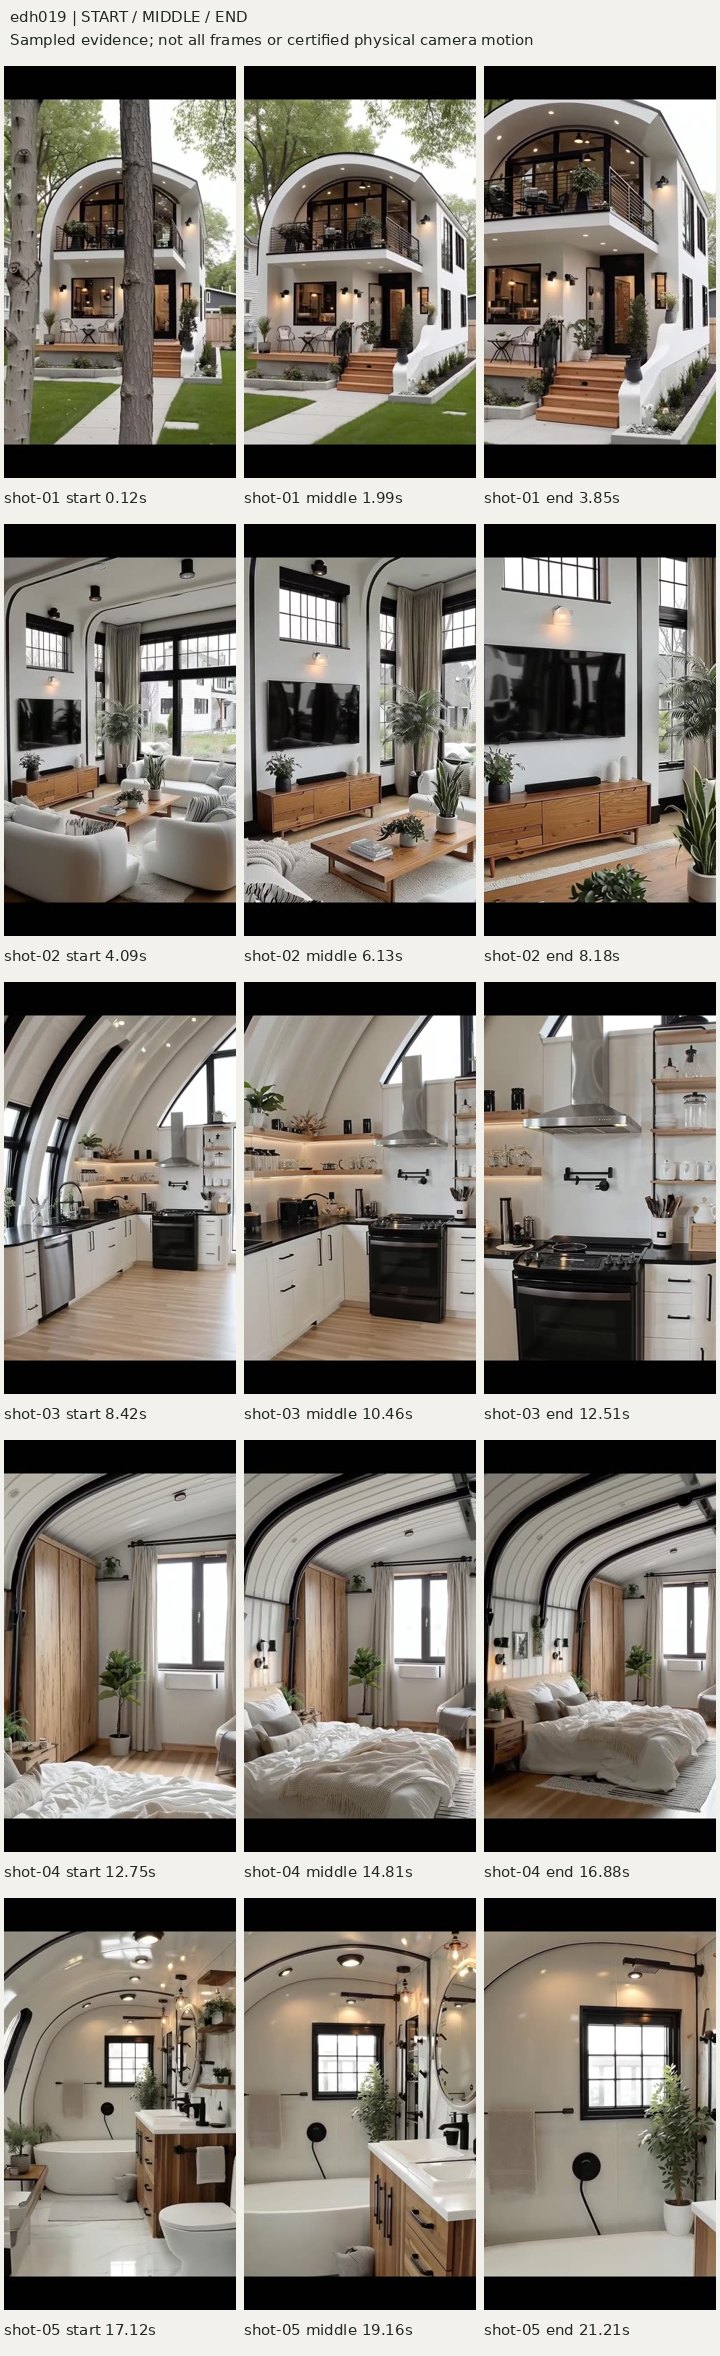 edh019 | START / MIDDLE / END
Sampled evidence; not all frames or certified physical camera motion
shot-01 start 0.12s
shot-01 middle 1.99s
shot-01 end 3.85s
shot-02 start 4.09s
shot-02 middle 6.13s
shot-02 end 8.18s
shot-03 start 8.42s
shot-03 middle 10.46s
shot-03 end 12.51s
shot-04 start 12.75s
shot-04 middle 14.81s
shot-04 end 16.88s
shot-05 start 17.12s
shot-05 middle 19.16s
shot-05 end 21.21s